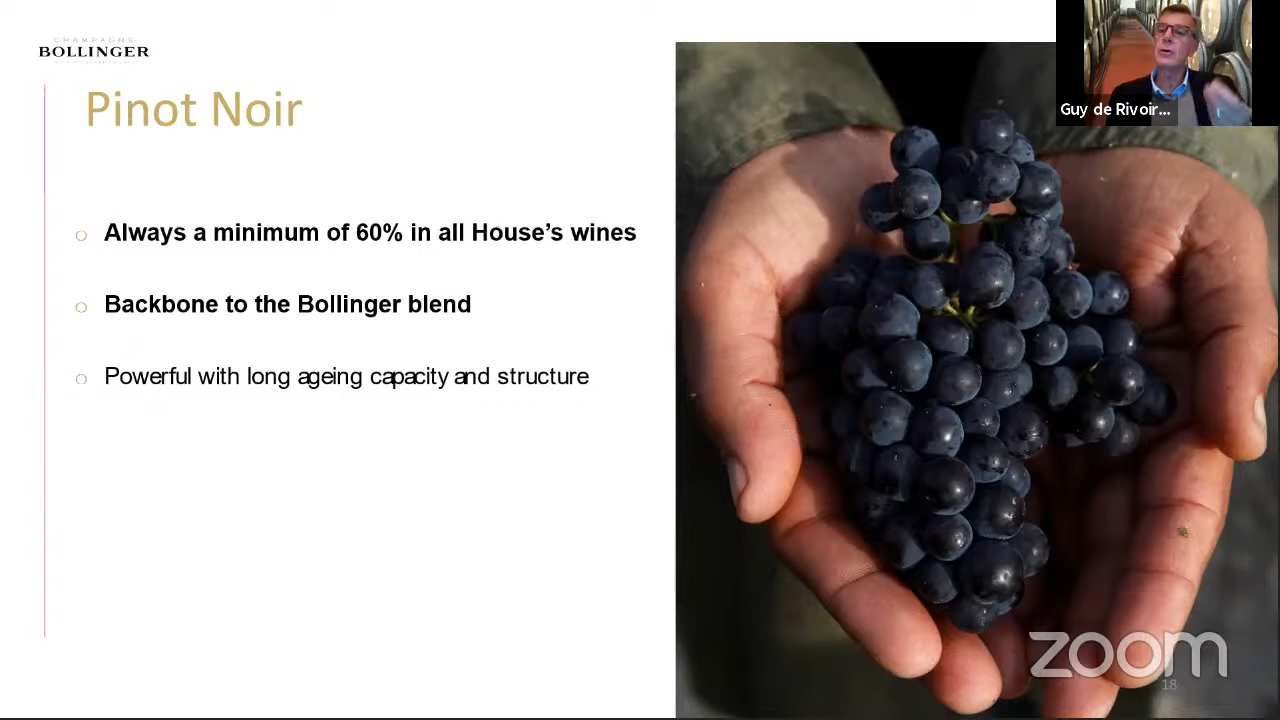 CHAMPAGNE
BOLLINGER
Pinot Noir
Always a minimum of 60% in all House’s wines
Backbone to the Bollinger blend
Powerful with long ageing capacity and structure
Guy de Rivoir...
zoom
18